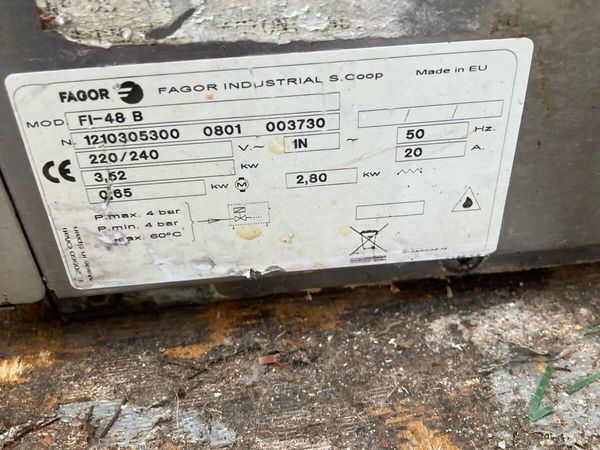 FAGOR FAGOR INDUSTRIAL S.Coop Made in EU
MOD. FI-48 B / / /
N. 1210305300 0801 003730
220/240 V.~ 1N ~ 50 Hz.
3,52 kw 20 A.
0,65 kw M 2,80 kw
CE
P.max. 4 bar
P.min. 4 bar
max. 60ºC
Made in Spain